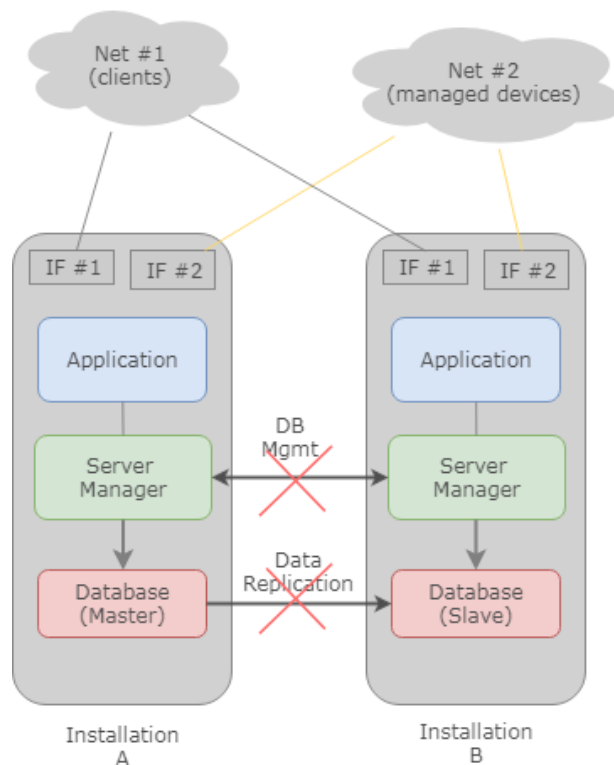 Net #1
(clients)
Net #2
(managed devices)
IF #1
IF #2
IF #1
IF #2
Application
Application
DB
Mgmt
Server
Manager
Server
Manager
Data
Replication
Database
(Master)
Database
(Slave)
Installation
A
Installation
B